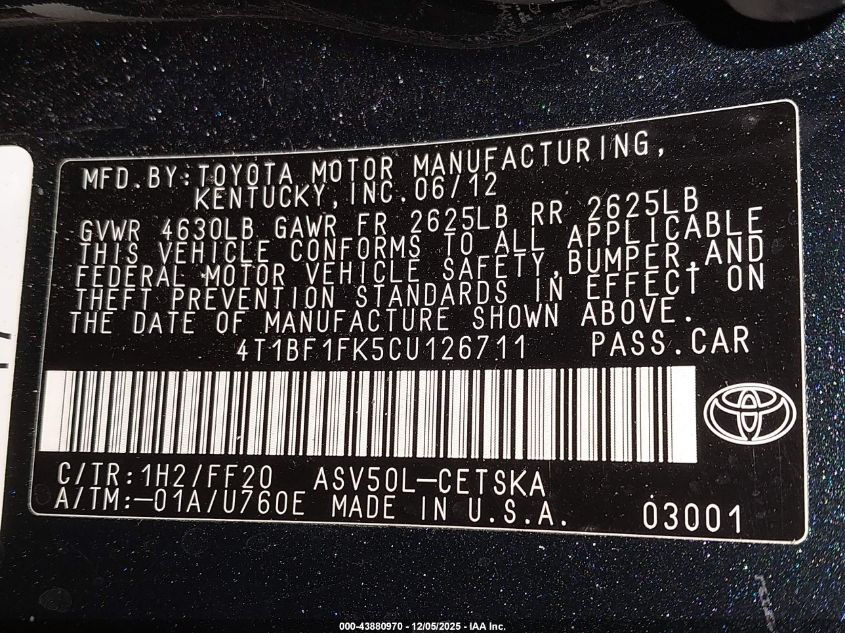 MFD.BY:TOYOTA MOTOR MANUFACTURING,
KENTUCKY,INC.06/12
GVWR 4630LB GAWR FR 2625LB RR 2625LB
THIS VEHICLE CONFORMS TO ALL APPLICABLE
FEDERAL MOTOR VEHICLE SAFETY,BUMPER,AND
THEFT PREVENTION STANDARDS IN EFFECT ON
THE DATE OF MANUFACTURE SHOWN ABOVE.
4T1BF1FK5CU126711 PASS.CAR
C/TR:1H2/FF20 ASV50L-CETSKA
A/TM:-01A/U760E MADE IN U.S.A. 03001
000-43880970 - 12/05/2025 - IAA Inc.